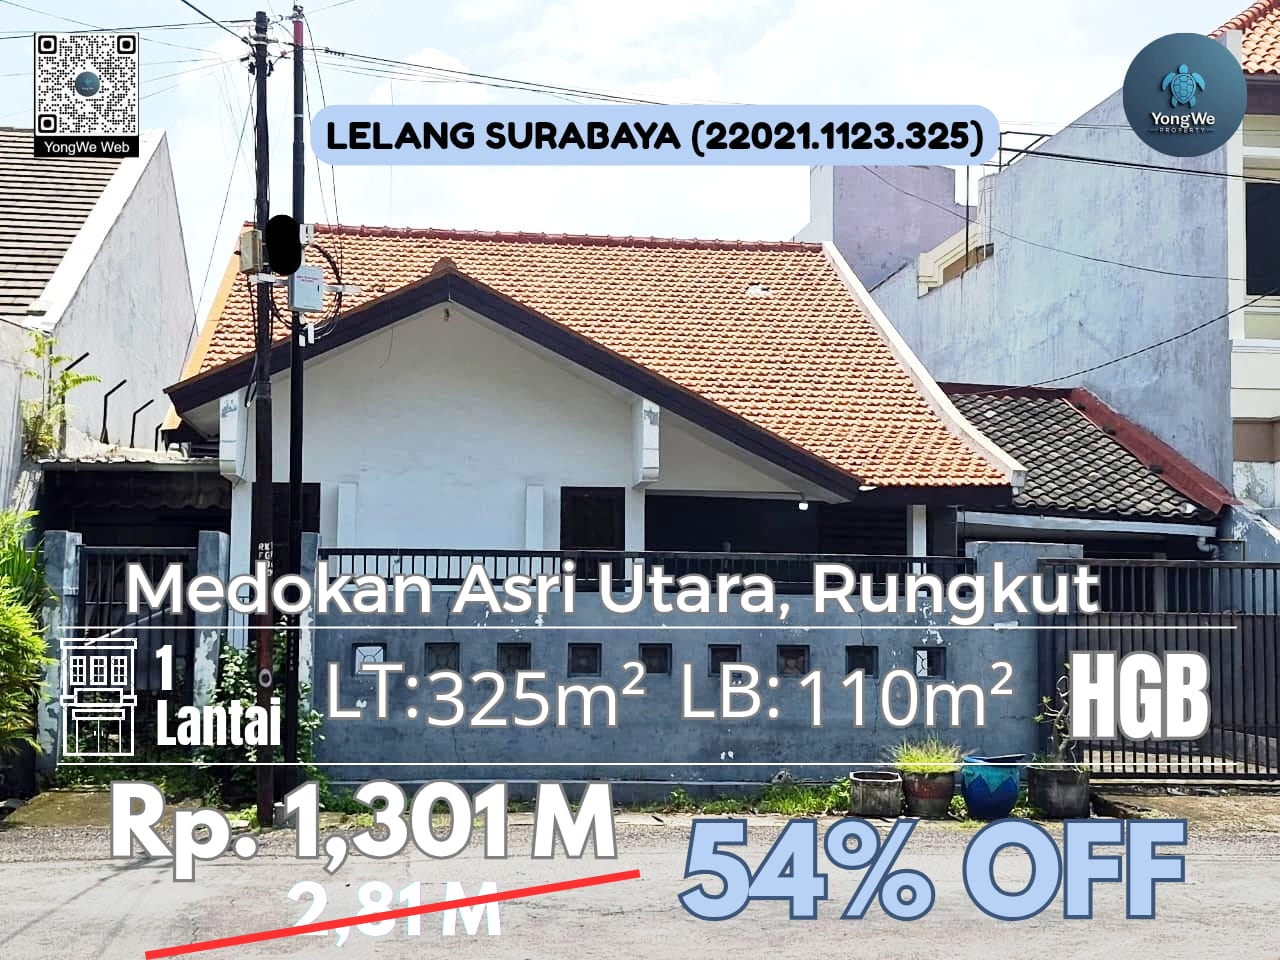 YongWe Web
LELANG SURABAYA (22021.1123.325)
YongWe
PROPERTY
Medokan Asri Utara, Rungkut
1
Lantai
LT:325m²
LB:110m²
HGB
Rp. 1,301 M
2,81 M
54% OFF